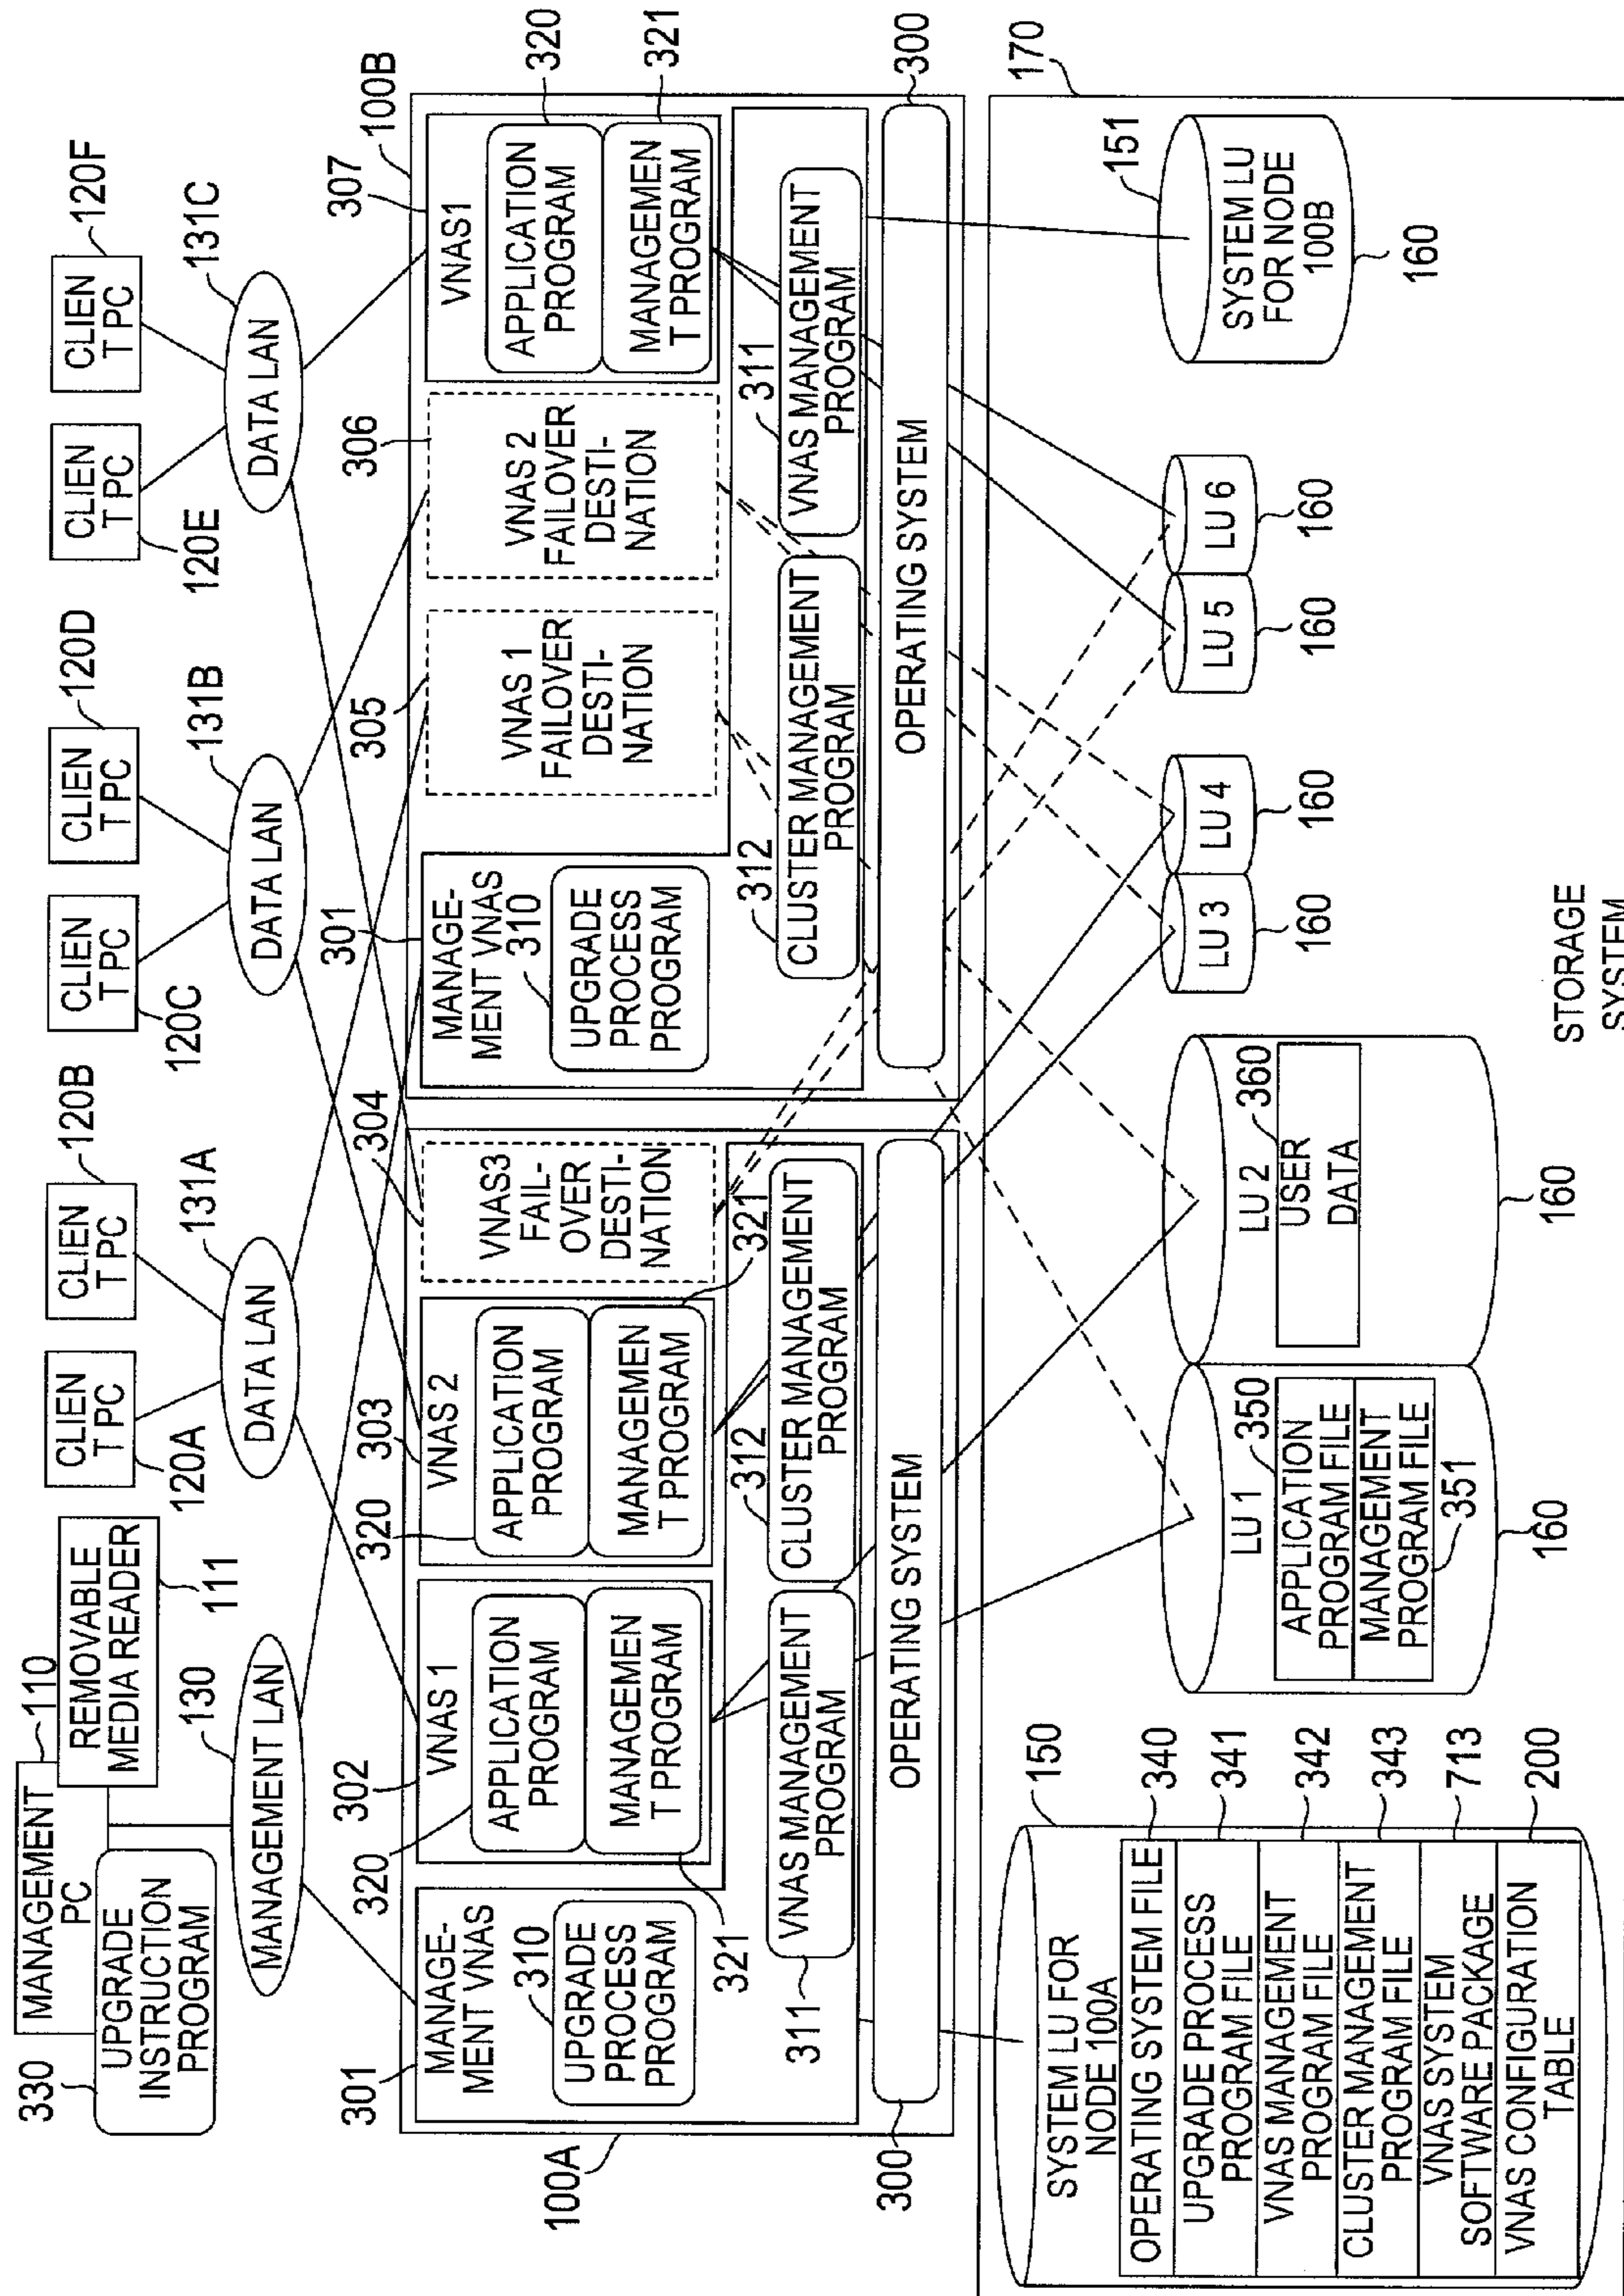 MANAGEMENT
PC
110
REMOVABLE
MEDIA READER
111
330
UPGRADE
INSTRUCTION
PROGRAM
CLIEN
T PC
120A
CLIEN
T PC
120B
CLIEN
T PC
120C
CLIEN
T PC
120D
CLIEN
T PC
120E
CLIEN
T PC
120F
130
MANAGEMENT LAN
131A
DATA LAN
131B
DATA LAN
131C
DATA LAN
100A
301
MANAGE-
MENT VNAS
310
UPGRADE
PROCESS
PROGRAM
302
VNAS 1
320
APPLICATION
PROGRAM
MANAGEMEN
T PROGRAM
321
303
VNAS 2
320
APPLICATION
PROGRAM
MANAGEMEN
T PROGRAM
321
304
VNAS3
FAIL-
OVER
DESTI-
NATION
311
VNAS MANAGEMENT
PROGRAM
312
CLUSTER MANAGEMENT
PROGRAM
300
OPERATING SYSTEM
100B
301
MANAGE-
MENT VNAS
310
UPGRADE
PROCESS
PROGRAM
305
VNAS 1
FAILOVER
DESTI-
NATION
306
VNAS 2
FAILOVER
DESTI-
NATION
307
VNAS1
APPLICATION
PROGRAM
320
MANAGEMEN
T PROGRAM
321
312
CLUSTER MANAGEMENT
PROGRAM
311
VNAS MANAGEMENT
PROGRAM
OPERATING SYSTEM
300
170
150
SYSTEM LU FOR
NODE 100A
OPERATING SYSTEM FILE
340
UPGRADE PROCESS
PROGRAM FILE
341
VNAS MANAGEMENT
PROGRAM FILE
342
CLUSTER MANAGEMENT
PROGRAM FILE
343
VNAS SYSTEM
SOFTWARE PACKAGE
713
VNAS CONFIGURATION
TABLE
200
LU 1
350
APPLICATION
PROGRAM FILE
MANAGEMENT
PROGRAM FILE
351
160
LU 2
360
USER
DATA
160
LU 3
160
LU 4
160
LU 5
160
LU 6
160
151
SYSTEM LU
FOR NODE
100B
160
STORAGE
SYSTEM